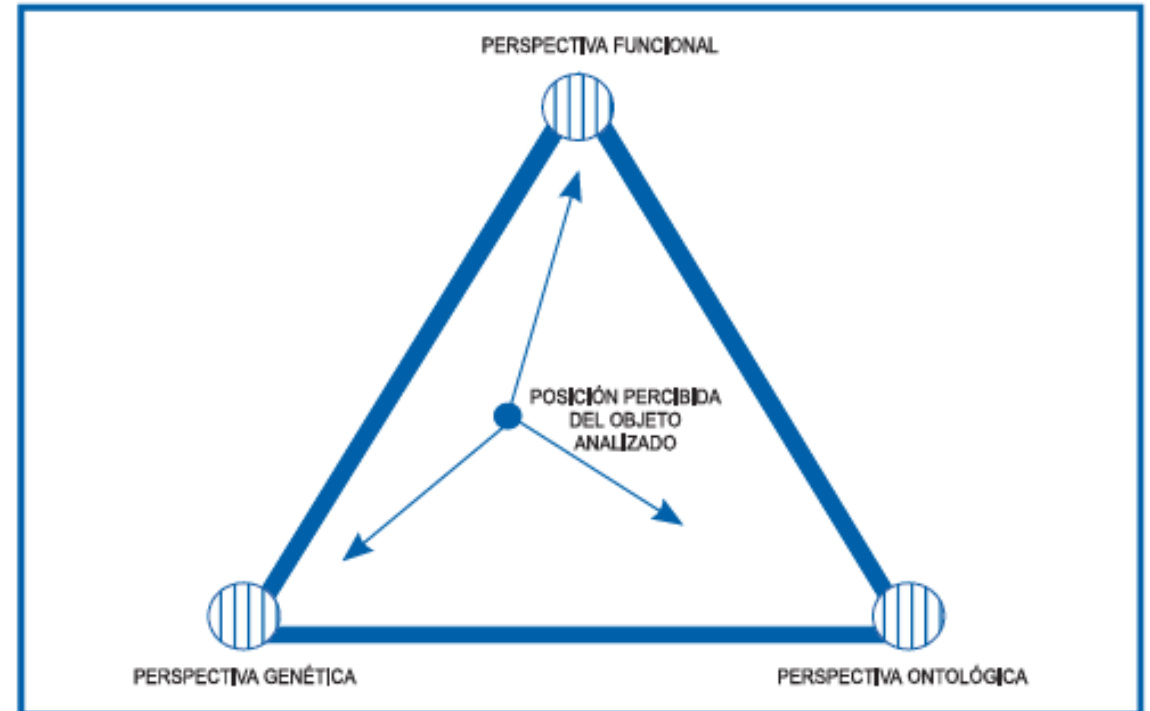 PERSPECTIVA FUNCIONAL
POSICIÓN PERCIBIDA
DEL OBJETO
ANALIZADO
PERSPECTIVA GENÉTICA
PERSPECTIVA ONTOLÓGICA